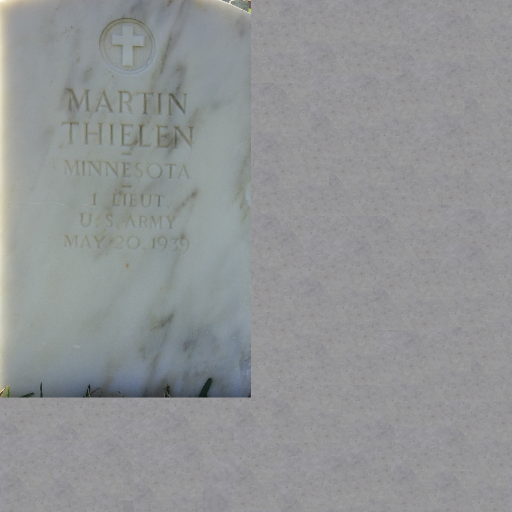 MARTIN
THIELEN
MINNESOTA
1 LIEUT
U. S. ARMY
MAY 20 1939